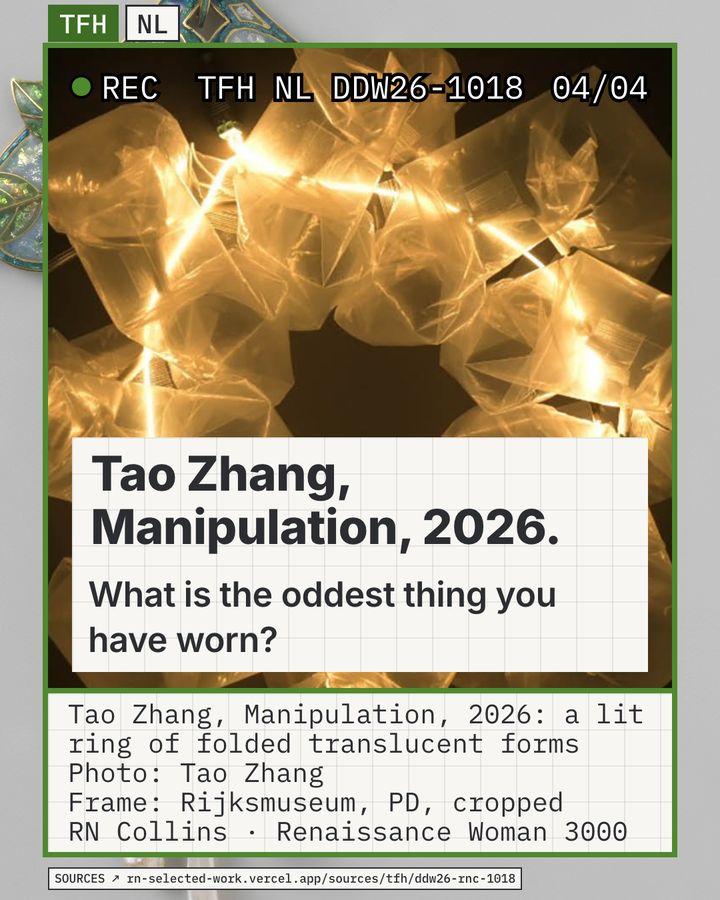 TFH NL
REC TFH NL DDW26-1018 04/04
Tao Zhang,
Manipulation, 2026.
What is the oddest thing you
have worn?
Tao Zhang, Manipulation, 2026: a lit
ring of folded translucent forms
Photo: Tao Zhang
Frame: Rijksmuseum, PD, cropped
RN Collins · Renaissance Woman 3000
SOURCES ↗ rn-selected-work.vercel.app/sources/tfh/ddw26-rnc-1018